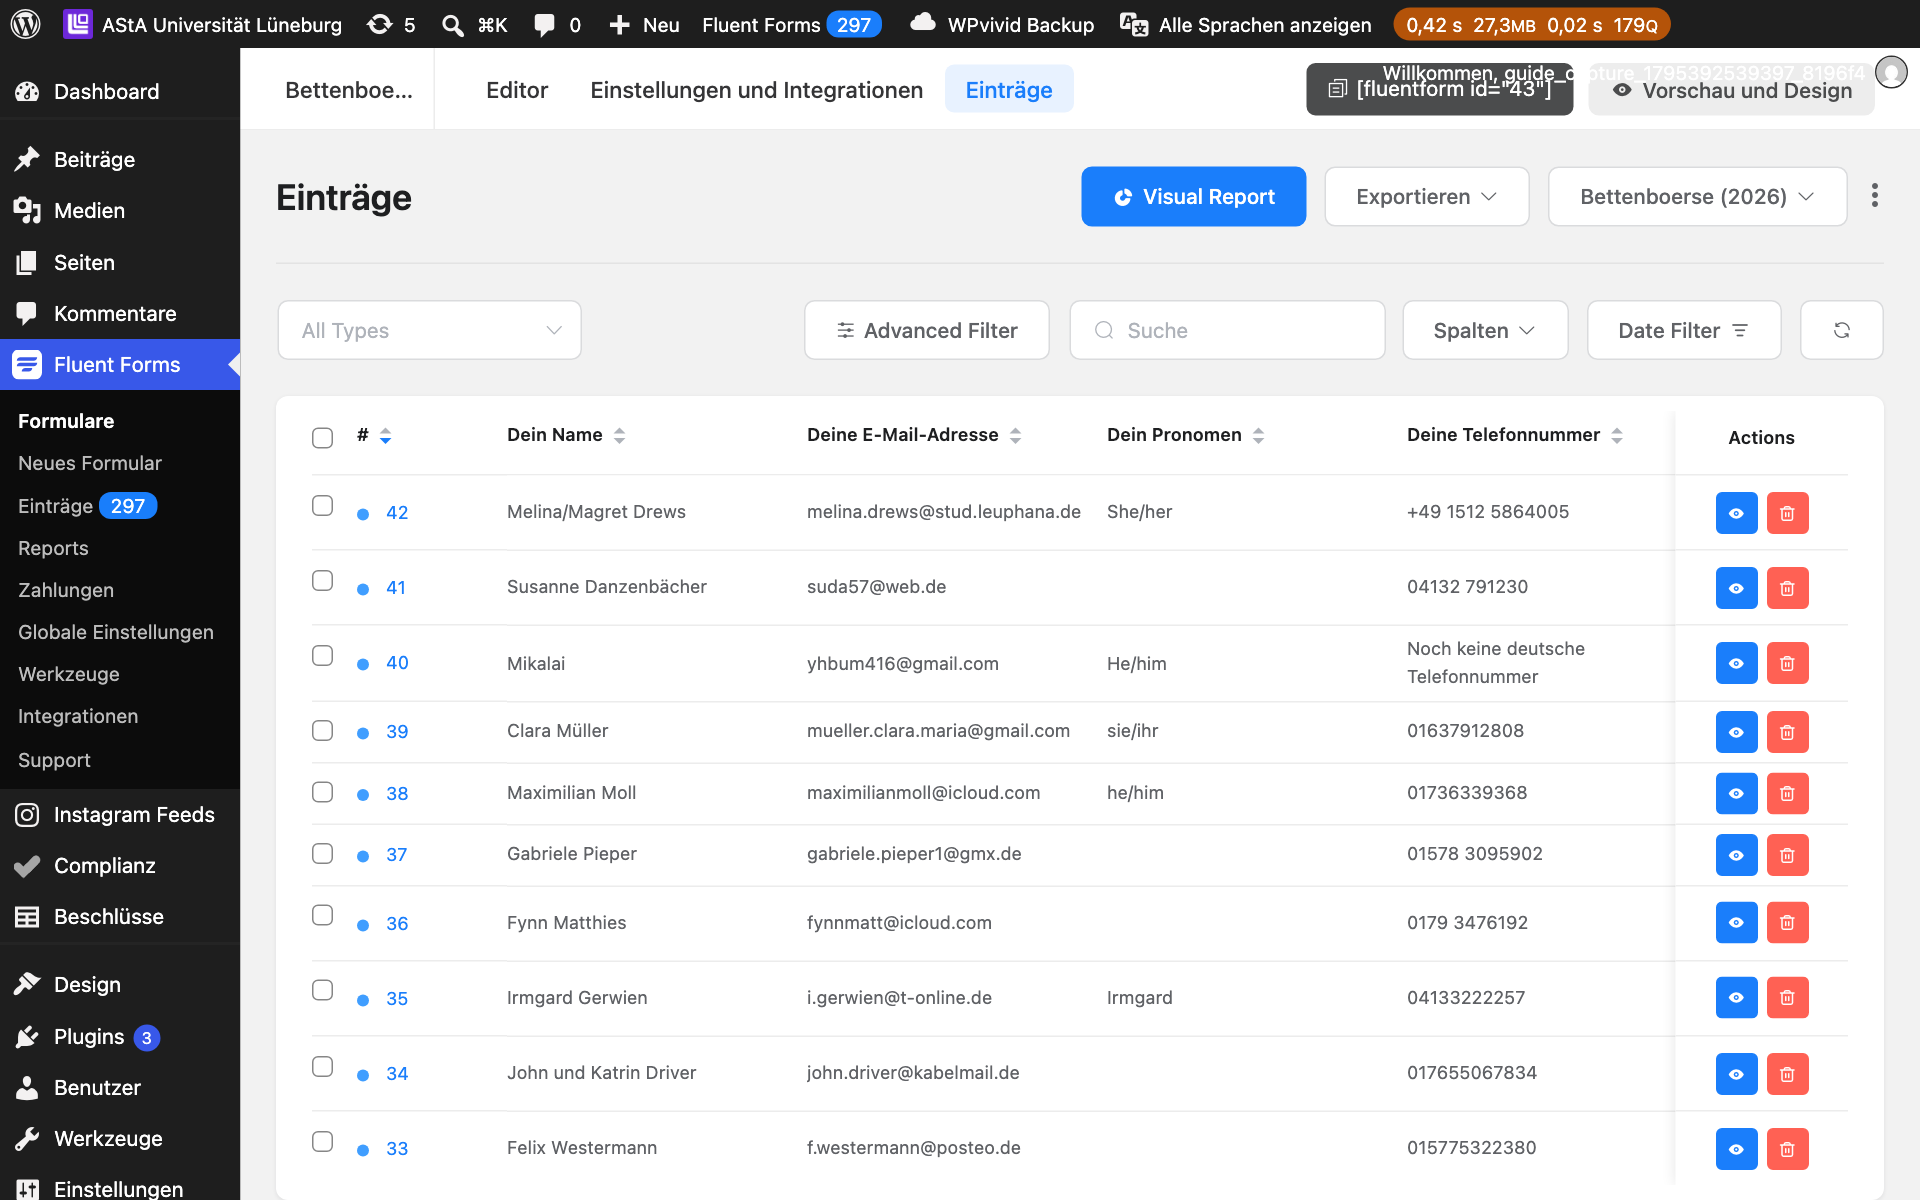 AStA Universität Lüneburg 5 ⌘K 0 Neu Fluent Forms 297 WPvivid Backup Alle Sprachen anzeigen 0,42 s 27,3MB 0,02 s 179Q
Dashboard
Beiträge
Medien
Seiten
Kommentare
Fluent Forms
Formulare
Neues Formular
Einträge 297
Reports
Zahlungen
Globale Einstellungen
Werkzeuge
Integrationen
Support
Instagram Feeds
Complianz
Beschlüsse
Design
Plugins 3
Benutzer
Werkzeuge
Einstellungen
Bettenboe... Editor Einstellungen und Integrationen Einträge
[fluentform id="43"] Vorschau und Design
Einträge Visual Report Exportieren Bettenboerse (2026)
All Types Advanced Filter Suche Spalten Date Filter
# Dein Name Deine E-Mail-Adresse Dein Pronomen Deine Telefonnummer Actions
42 Melina/Magret Drews melina.drews@stud.leuphana.de She/her +49 1512 5864005
41 Susanne Danzenbächer suda57@web.de 04132 791230
40 Mikalai yhbum416@gmail.com He/him Noch keine deutsche
Telefonnummer
39 Clara Müller mueller.clara.maria@gmail.com sie/ihr 01637912808
38 Maximilian Moll maximilianmoll@icloud.com he/him 01736339368
37 Gabriele Pieper gabriele.pieper1@gmx.de 01578 3095902
36 Fynn Matthies fynnmatt@icloud.com 0179 3476192
35 Irmgard Gerwien i.gerwien@t-online.de Irmgard 04133222257
34 John und Katrin Driver john.driver@kabelmail.de 017655067834
33 Felix Westermann f.westermann@posteo.de 015775322380